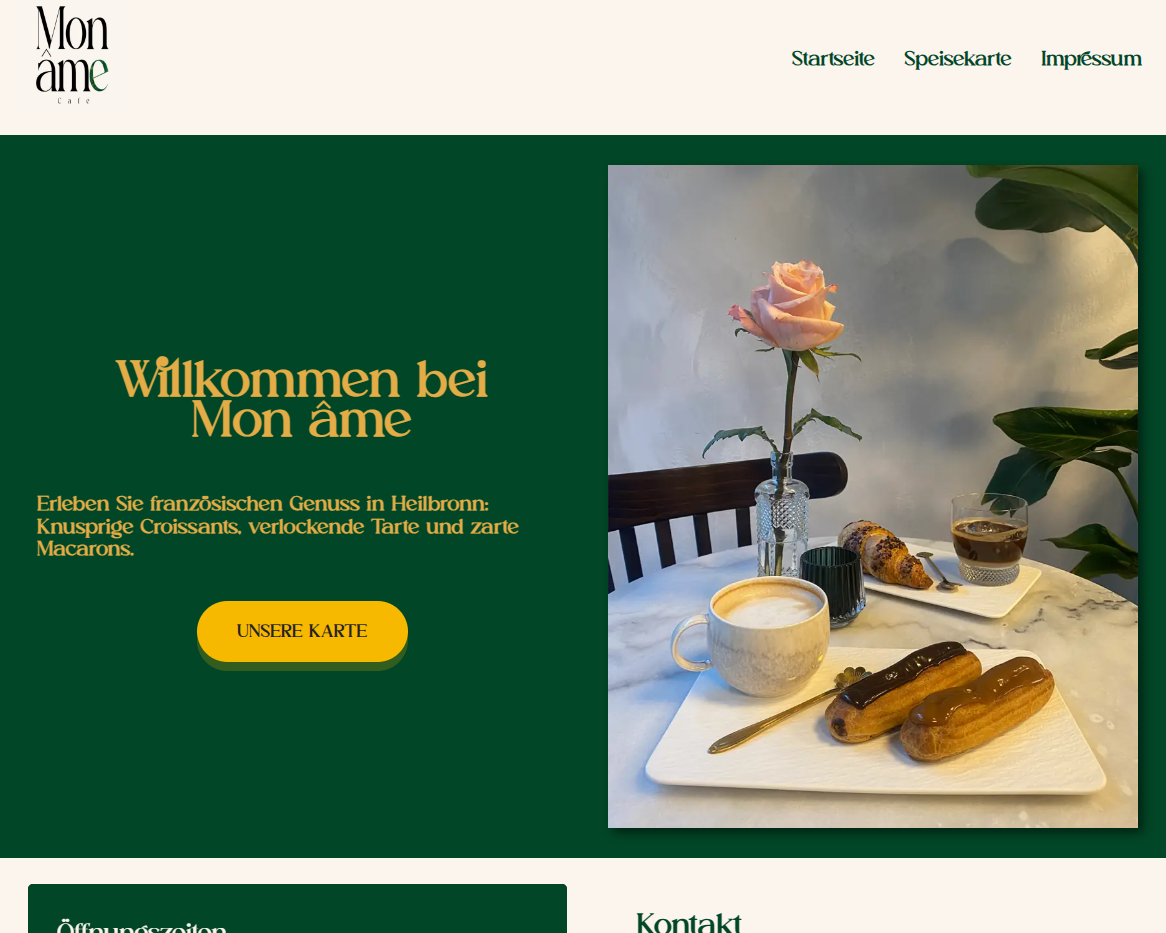 Mon
âme
Cafe
Startseite Speisekarte Impressum
Willkommen bei
Mon âme
Erleben Sie französischen Genuss in Heilbronn:
Knusprige Croissants, verlockende Tarte und zarte
Macarons.
UNSERE KARTE
Öffnungszeiten
Kontakt